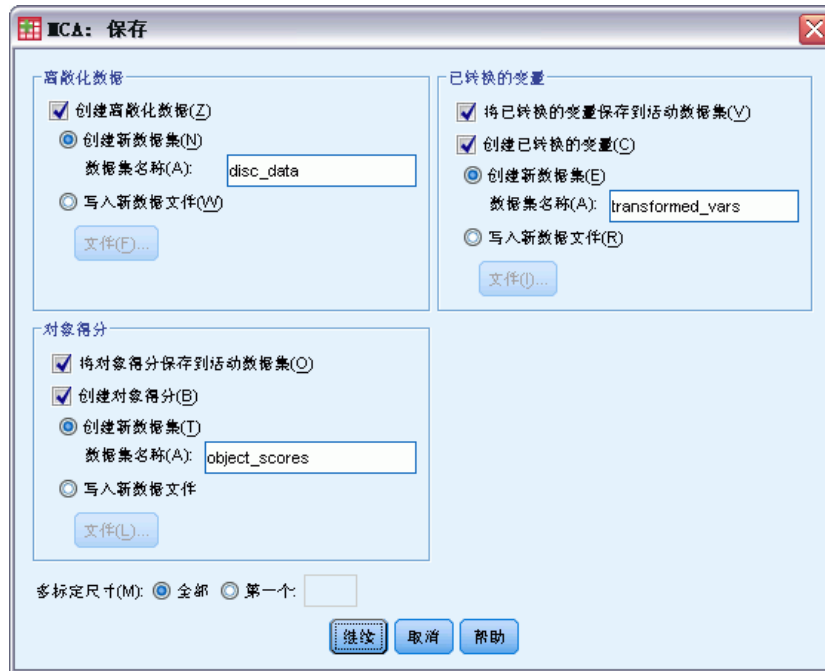 MCA：保存
离散化数据
创建离散化数据(Z)
创建新数据集(N)
数据集名称(A): disc_data
写入新数据文件(W)
文件(F)...
已转换的变量
将已转换的变量保存到活动数据集(V)
创建已转换的变量(C)
创建新数据集(E)
数据集名称(A): transformed_vars
写入新数据文件(R)
文件(I)...
对象得分
将对象得分保存到活动数据集(O)
创建对象得分(B)
创建新数据集(T)
数据集名称(A): object_scores
写入新数据文件
文件(L)...
多标定尺寸(M): 全部 第一个:
继续 取消 帮助